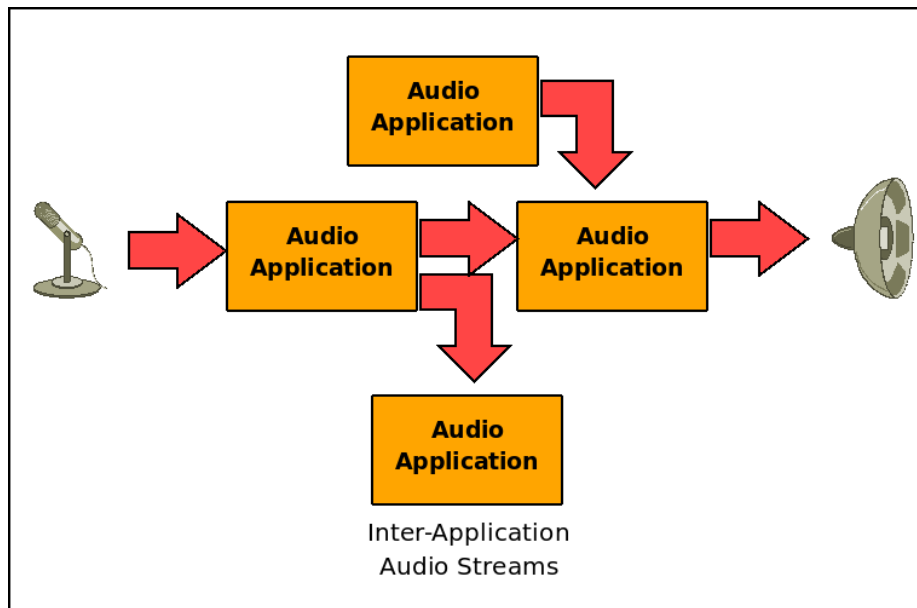 Audio
Application
Audio
Application
Audio
Application
Audio
Application
Inter-Application
Audio Streams